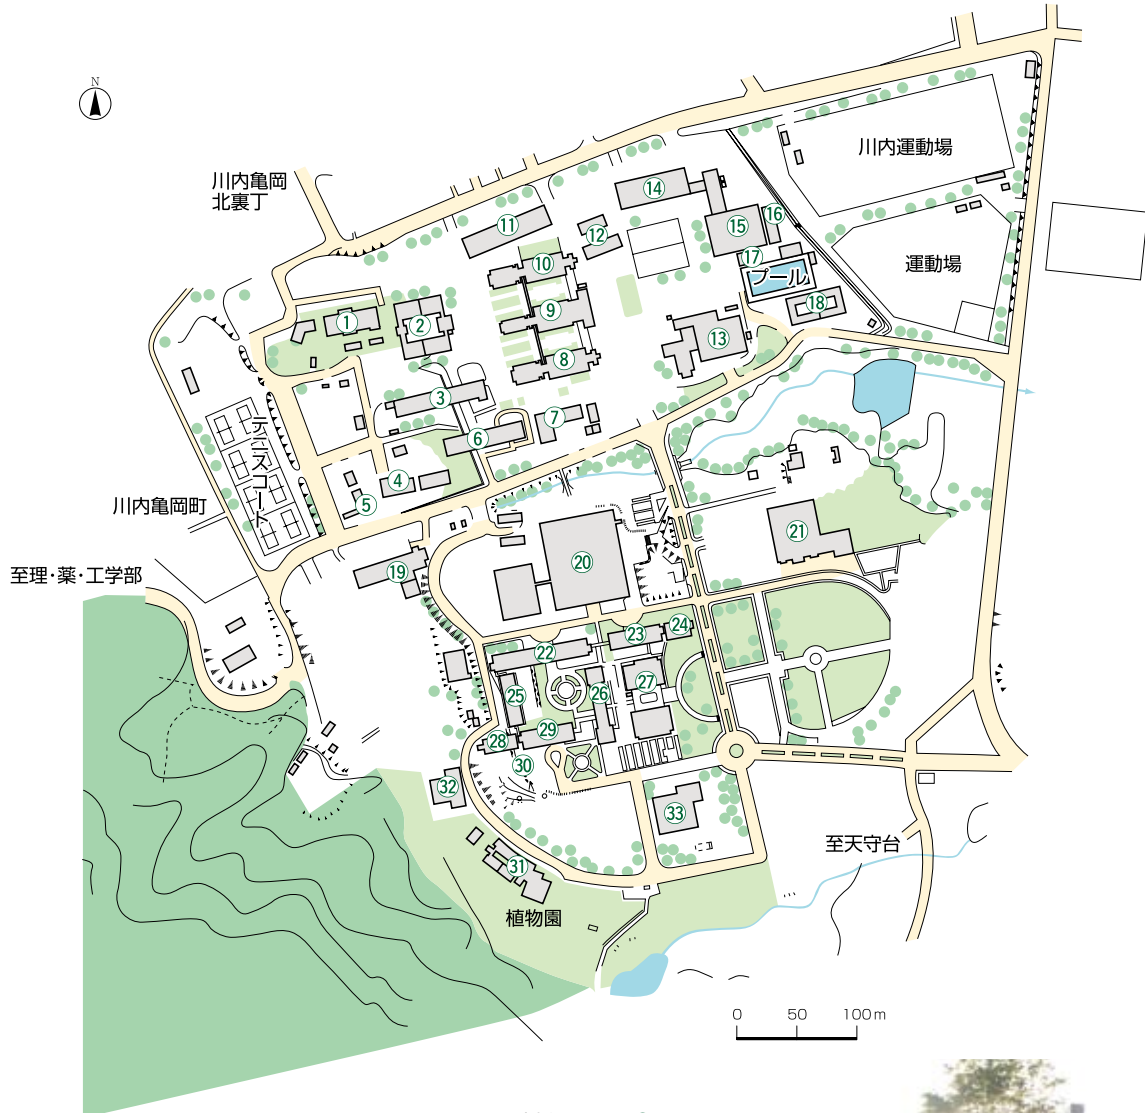 N
川内運動場
川内亀岡
北裏丁
⑭
⑯
⑮
⑪
⑫
⑰
運動場
⑩
プール
⑱
⑨
①
②
⑬
⑧
③
⑦
⑥
テニスコート
④
⑤
川内亀岡町
㉑
⑳
至理・薬・工学部
⑲
㉔
㉓
㉒
㉗
㉖
㉕
㉙
㉘
㉚
㉜
㉝
至天守台
㉛
植物園
0 50 100m